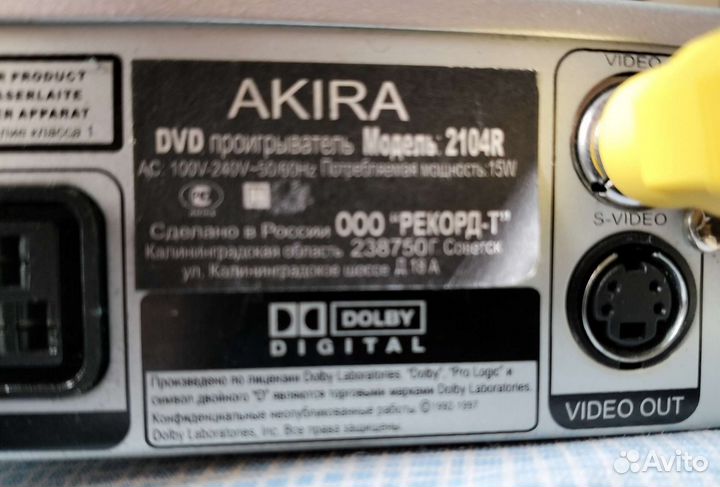 R PRODUCT
ASERLAITE
ER APPARAT
елие класса 1
AKIRA
DVD проигрыватель Модель: 2104R
AC: 100V-240V~50/60Hz Потребляемая мощность:15W
Сделано в России ООО "РЕКОРД-Т"
Калининградская область 238750Г. Советск
ул. Калининградское шоссе Д 18 А
DOLBY
DIGITAL
Произведено по лицензии Dolby Laboratories. "Dolby", "Pro Logic" и
символ двойного "D" являются торговыми марками Dolby Laboratories.
Конфиденциальные неопубликованные работы. © 1992-1997
Dolby Laboratories, Inc. Все права защищены.
VIDEO
S-VIDEO
VIDEO OUT
Avito